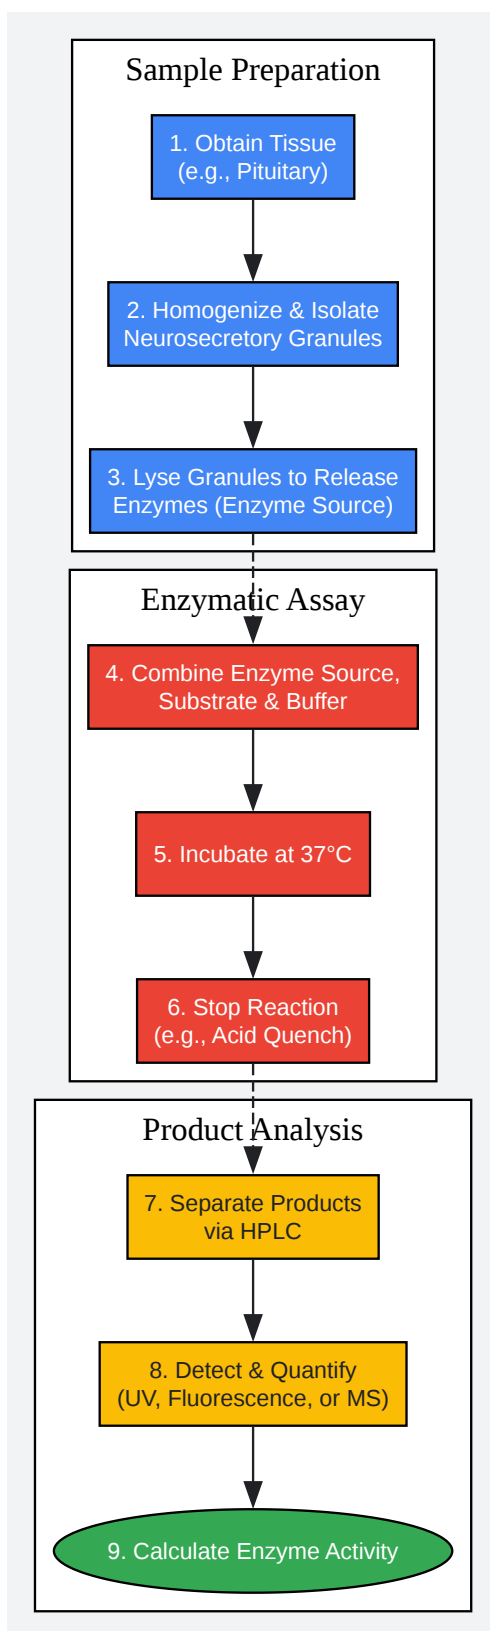 Sample Preparation
1. Obtain Tissue
(e.g., Pituitary)
2. Homogenize & Isolate
Neurosecretory Granules
3. Lyse Granules to Release
Enzymes (Enzyme Source)
Enzymatic Assay
4. Combine Enzyme Source,
Substrate & Buffer
5. Incubate at 37°C
6. Stop Reaction
(e.g., Acid Quench)
Product Analysis
7. Separate Products
via HPLC
8. Detect & Quantify
(UV, Fluorescence, or MS)
9. Calculate Enzyme Activity